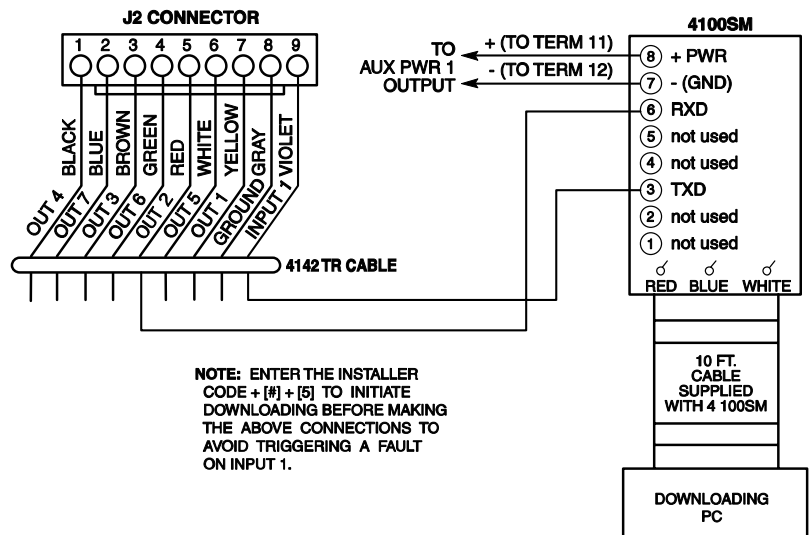 J2 CONNECTOR
1 2 3 4 5 6 7 8 9
BLACK
BLUE
BROWN
GREEN
RED
WHITE
YELLOW
GRAY
VIOLET
OUT 4
OUT 7
OUT 3
OUT 6
OUT 2
OUT 5
OUT 1
GROUND
INPUT 1
4142 TR CABLE
TO
AUX PWR 1
OUTPUT
+ (TO TERM 11)
- (TO TERM 12)
4100SM
8 + PWR
7 - (GND)
6 RXD
5 not used
4 not used
3 TXD
2 not used
1 not used
RED BLUE WHITE
10 FT.
CABLE
SUPPLIED
WITH 4 100SM
DOWNLOADING
PC
NOTE: ENTER THE INSTALLER
CODE + [#] + [5] TO INITIATE
DOWNLOADING BEFORE MAKING
THE ABOVE CONNECTIONS TO
AVOID TRIGGERING A FAULT
ON INPUT 1.